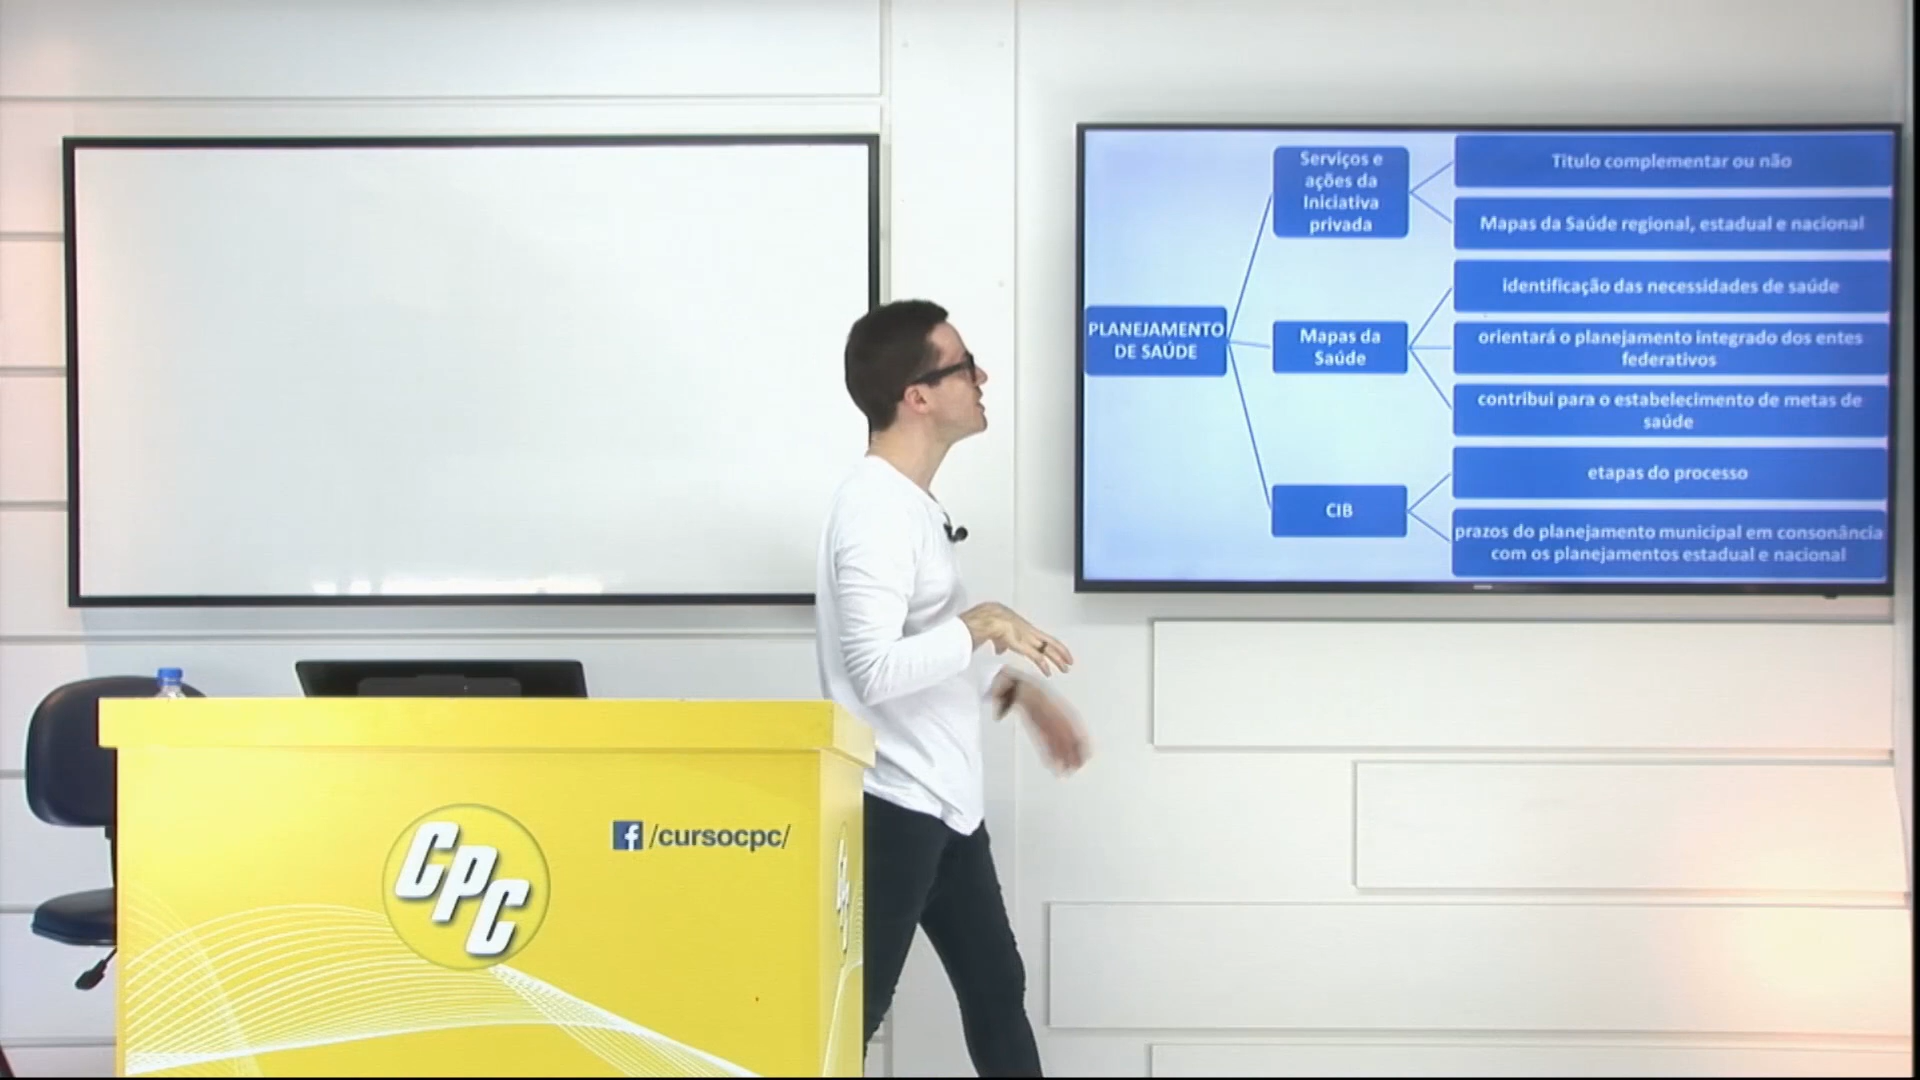 PLANEJAMENTO
DE SAÚDE
Serviços e
ações da
Iniciativa
privada
Título complementar ou não
Mapas da Saúde regional, estadual e nacional
Mapas da
Saúde
identificação das necessidades de saúde
orientará o planejamento integrado dos entes
federativos
contribui para o estabelecimento de metas de
saúde
CIB
etapas do processo
prazos do planejamento municipal em consonância
com os planejamentos estadual e nacional
CPC
f /cursocpc/